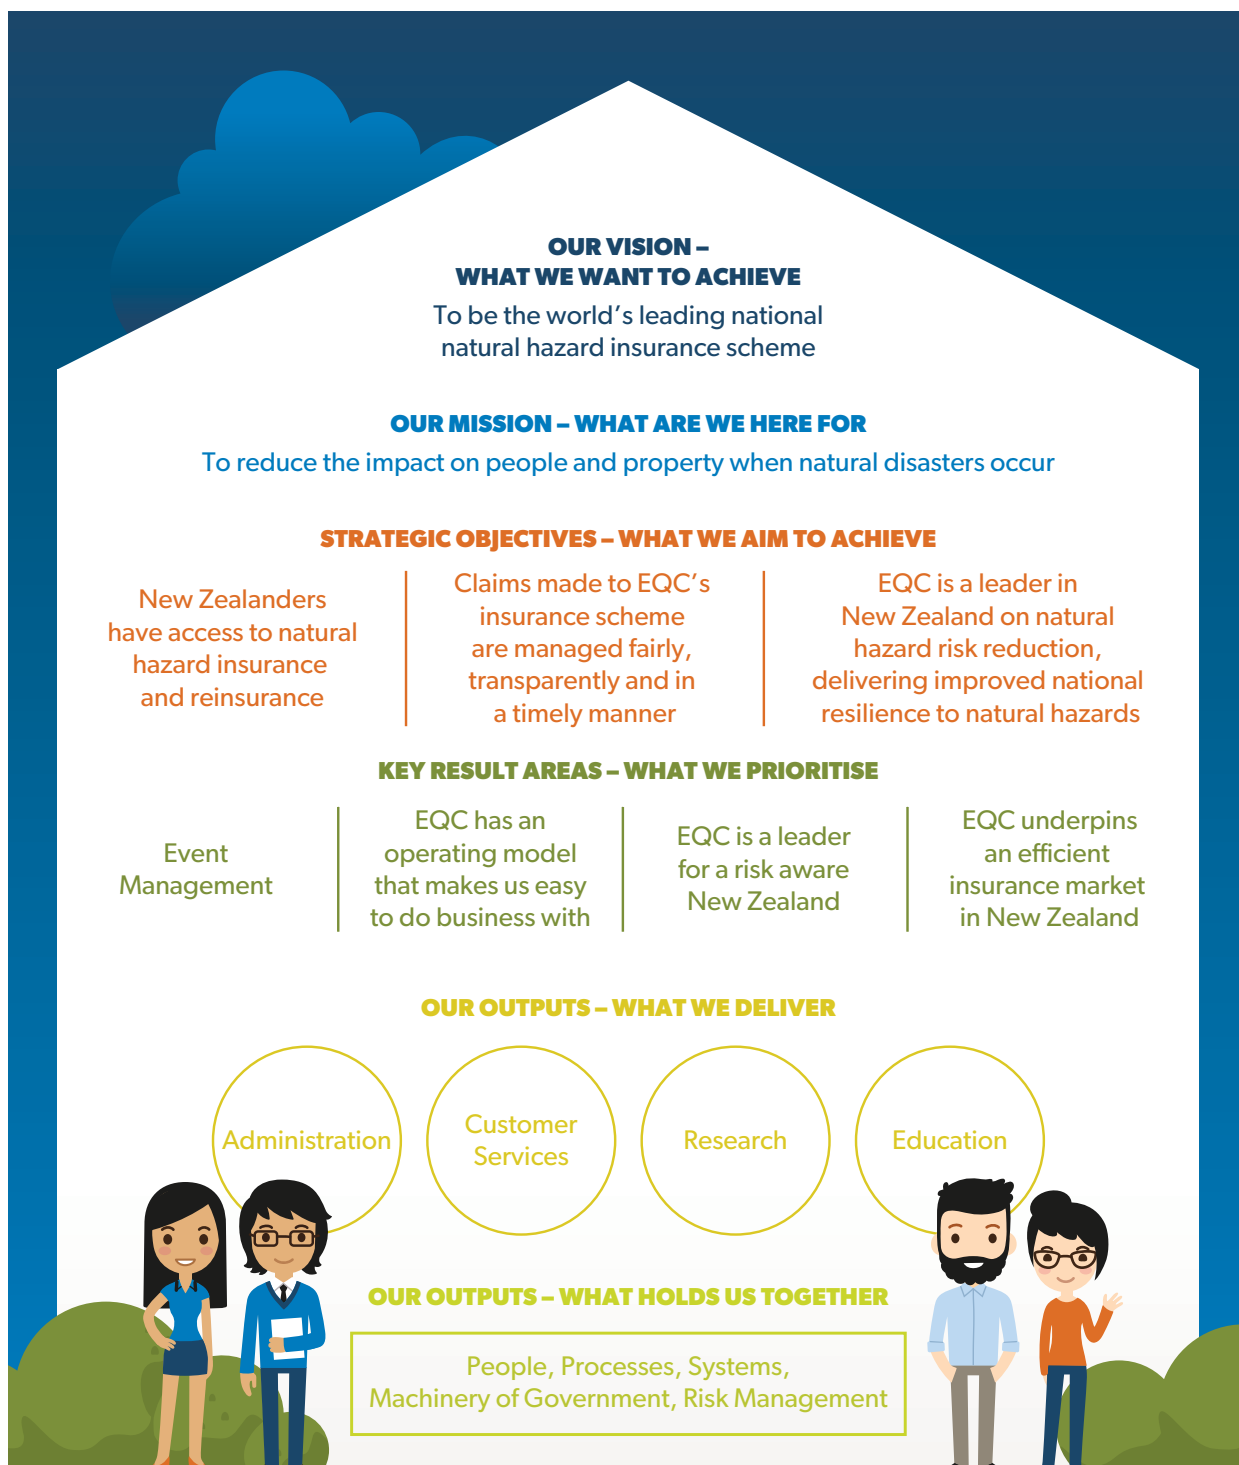 OUR VISION –
WHAT WE WANT TO ACHIEVE
To be the world's leading national
natural hazard insurance scheme
OUR MISSION – WHAT ARE WE HERE FOR
To reduce the impact on people and property when natural disasters occur
STRATEGIC OBJECTIVES – WHAT WE AIM TO ACHIEVE
New Zealanders
have access to natural
hazard insurance
and reinsurance
Claims made to EQC's
insurance scheme
are managed fairly,
transparently and in
a timely manner
EQC is a leader in
New Zealand on natural
hazard risk reduction,
delivering improved national
resilience to natural hazards
KEY RESULT AREAS – WHAT WE PRIORITISE
Event
Management
EQC has an
operating model
that makes us easy
to do business with
EQC is a leader
for a risk aware
New Zealand
EQC underpins
an efficient
insurance market
in New Zealand
OUR OUTPUTS – WHAT WE DELIVER
Administration
Customer
Services
Research
Education
OUR OUTPUTS – WHAT HOLDS US TOGETHER
People, Processes, Systems,
Machinery of Government, Risk Management